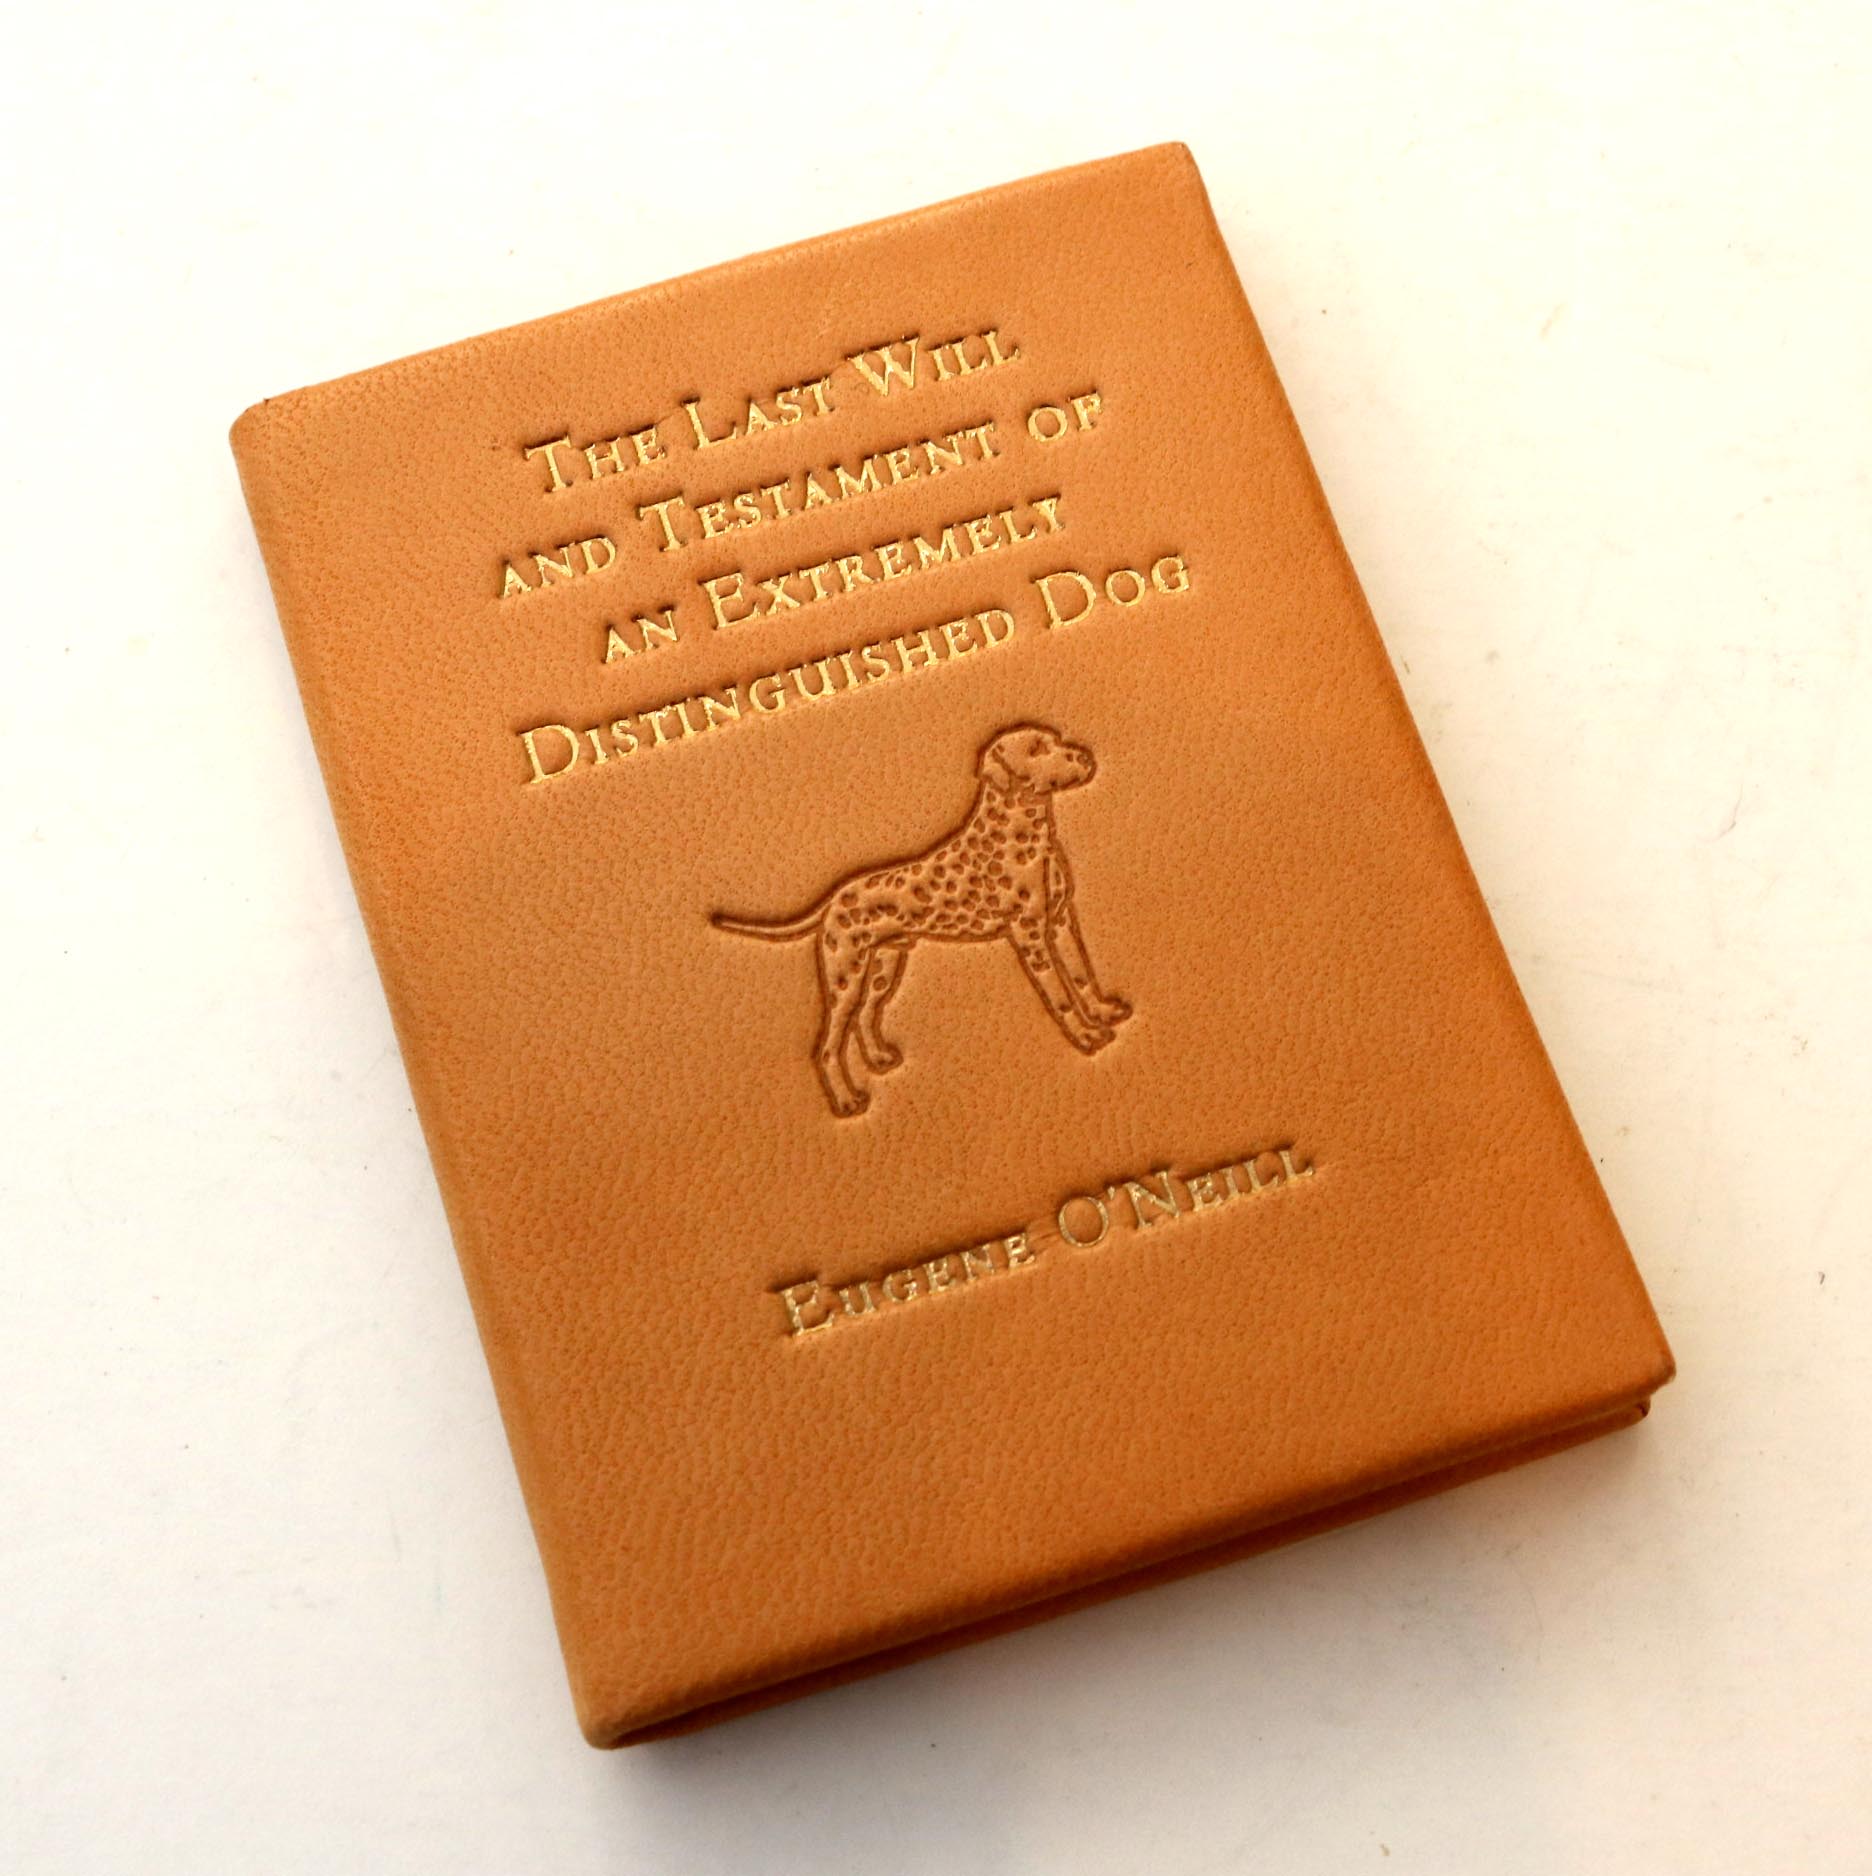 The Last Will
and Testament of
an Extremely
Distinguished Dog
Eugene O'Neill